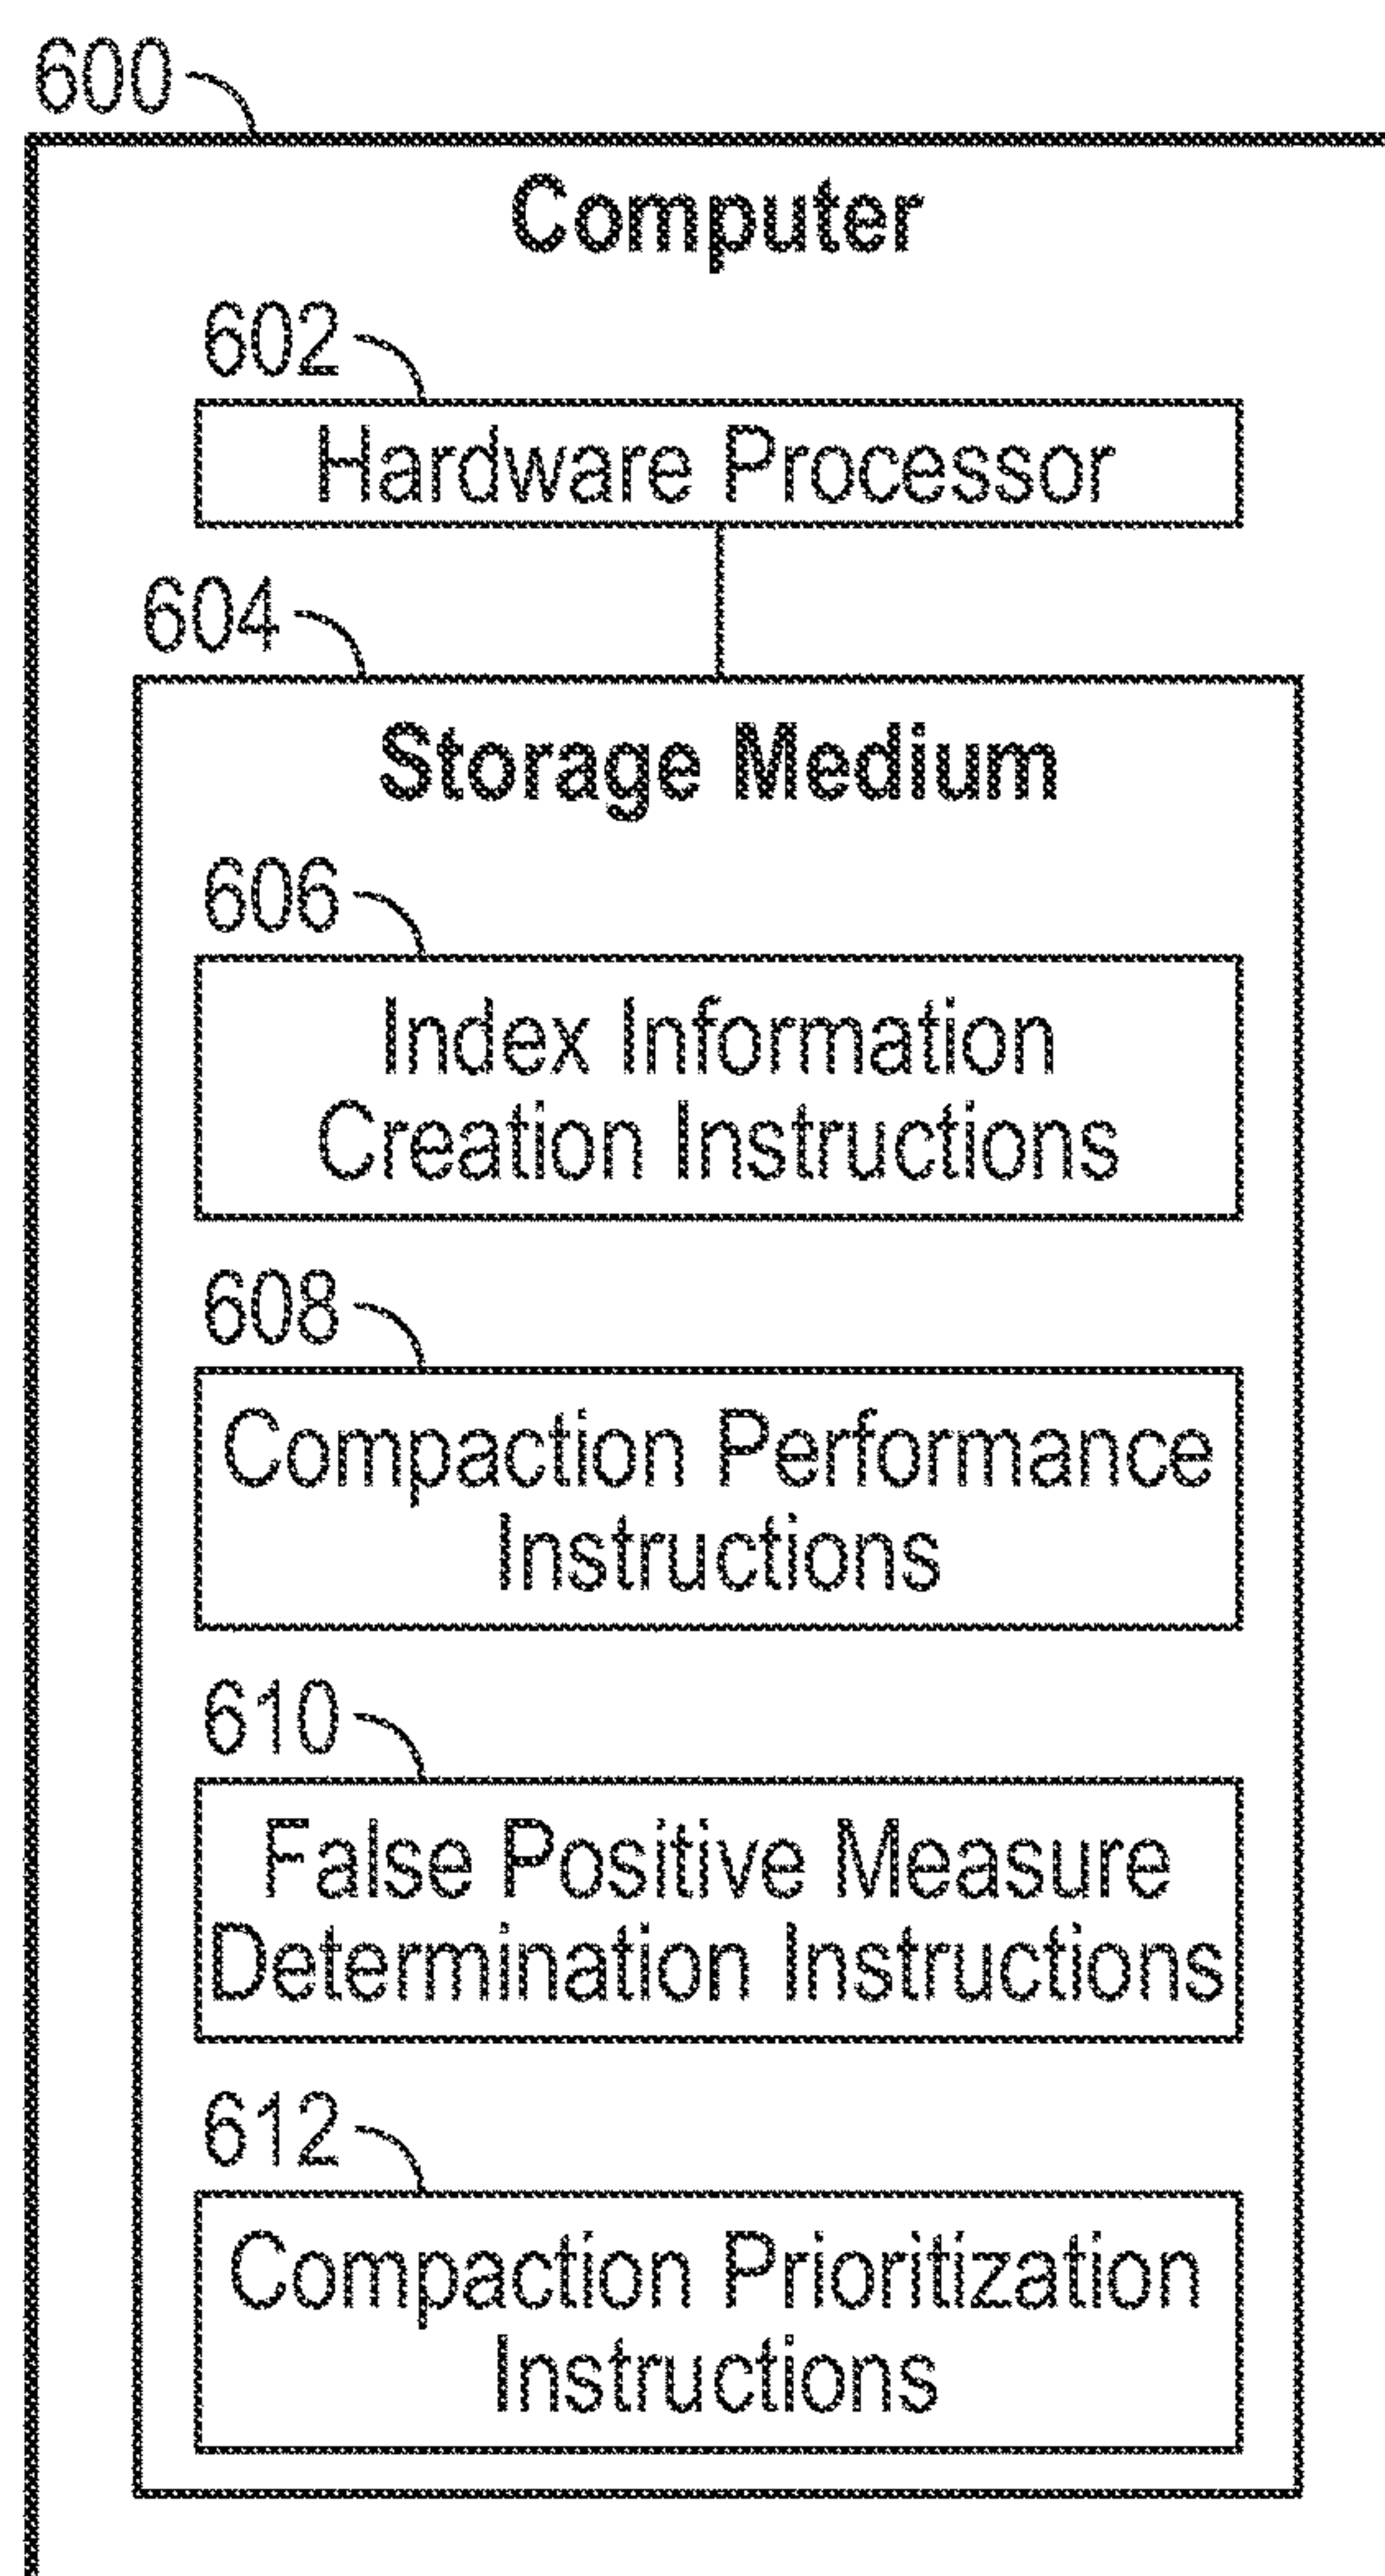 600
Computer
602
Hardware Processor
604
Storage Medium
606
Index Information
Creation Instructions
608
Compaction Performance
Instructions
610
False Positive Measure
Determination Instructions
612
Compaction Prioritization
Instructions